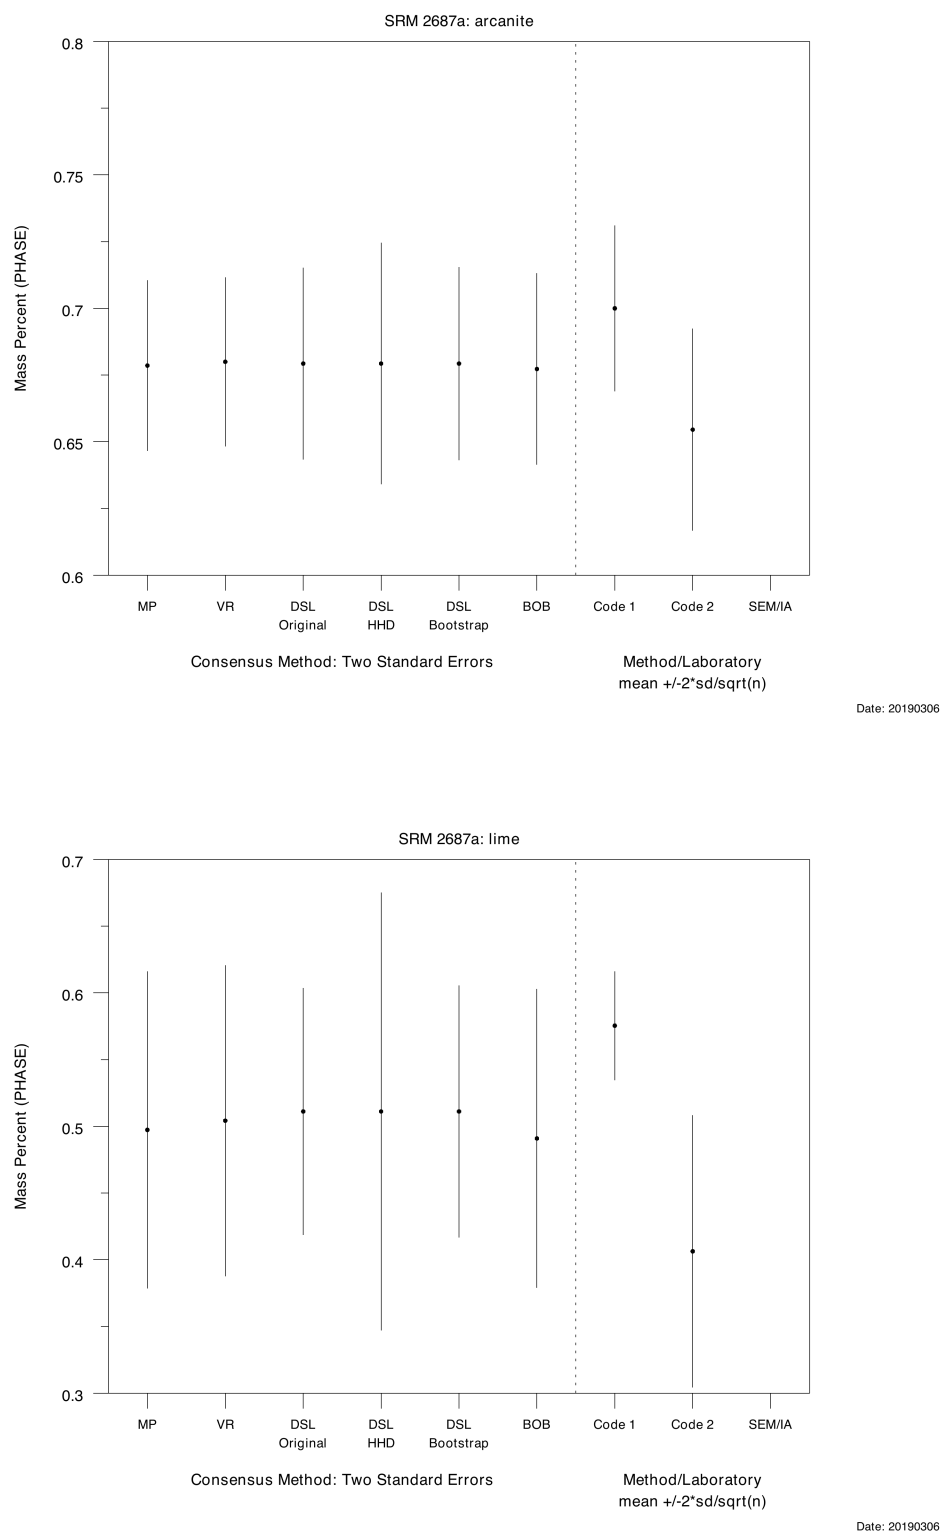 SRM 2687a: arcanite
0.8
0.75
0.7
0.65
0.6
Mass Percent (PHASE)
MP VR DSL DSL DSL BOB Code 1 Code 2 SEM/IA
Original HHD Bootstrap
Consensus Method: Two Standard Errors Method/Laboratory
mean +/-2*sd/sqrt(n)
Date: 20190306
SRM 2687a: lime
0.7
0.6
0.5
0.4
0.3
Mass Percent (PHASE)
MP VR DSL DSL DSL BOB Code 1 Code 2 SEM/IA
Original HHD Bootstrap
Consensus Method: Two Standard Errors Method/Laboratory
mean +/-2*sd/sqrt(n)
Date: 20190306